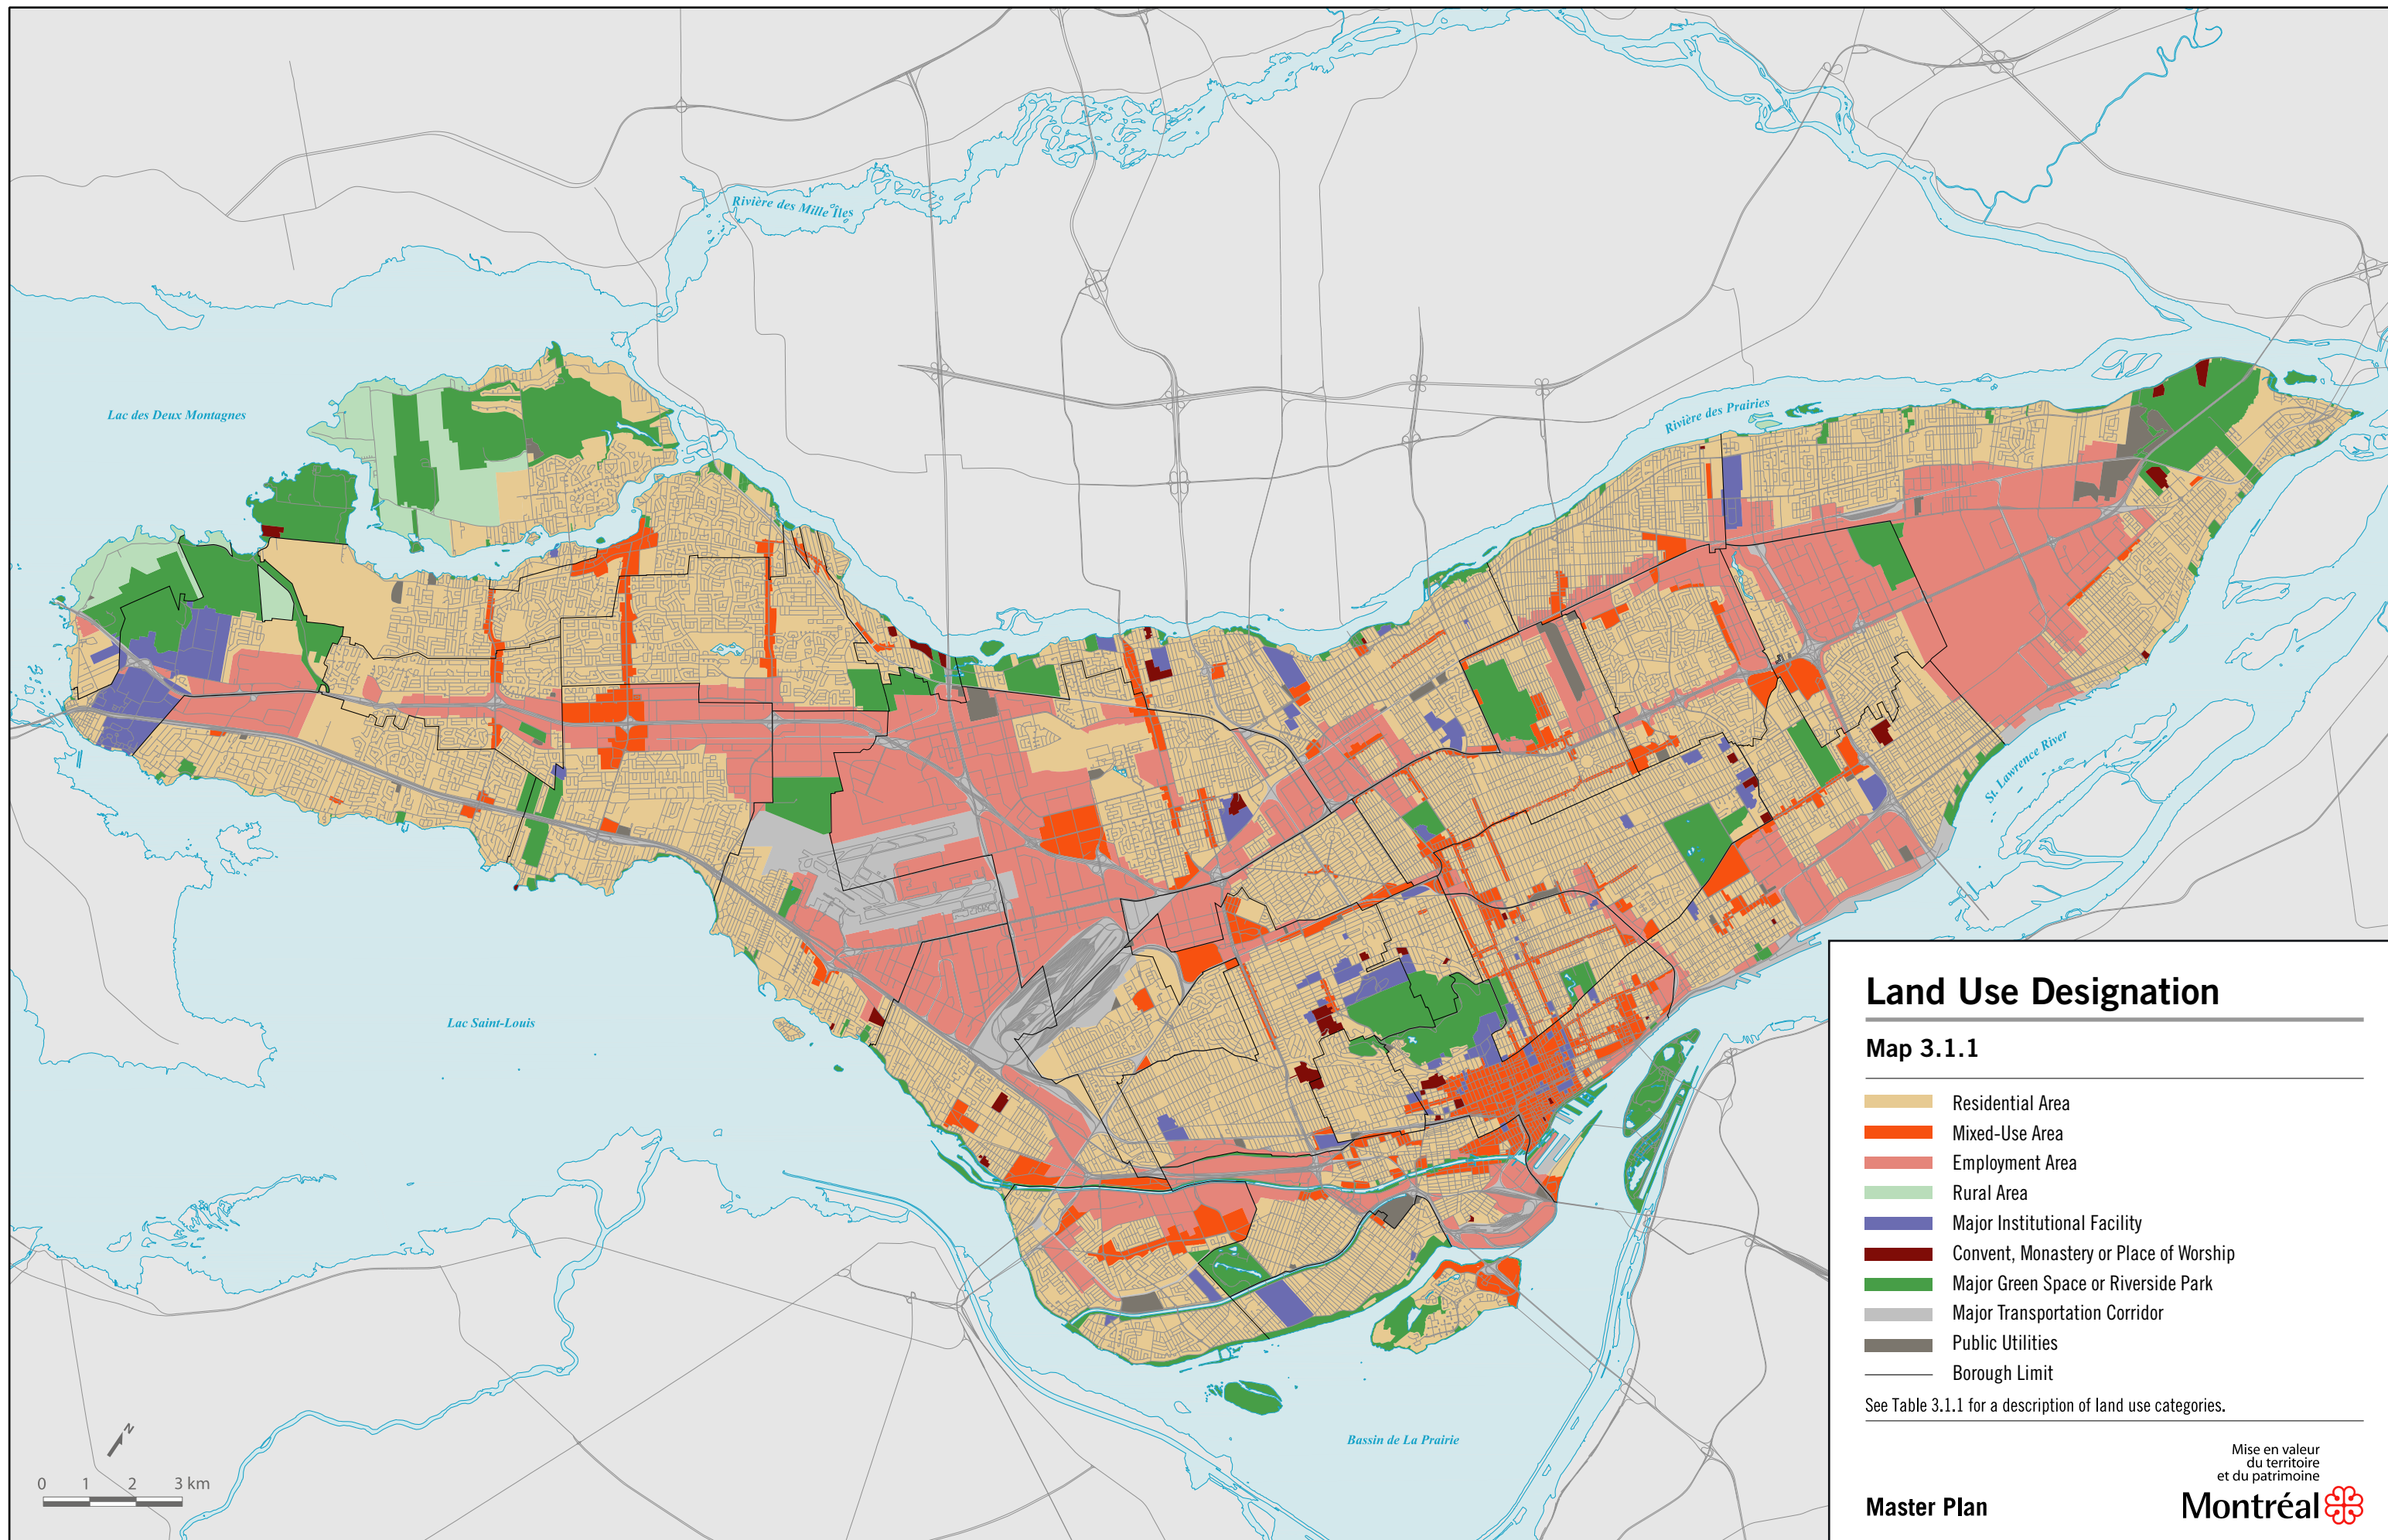 Rivière des Mille Îles
Lac des Deux Montagnes
Rivière des Prairies
St. Lawrence River
Lac Saint-Louis
Bassin de La Prairie
N
0 1 2 3 km
Land Use Designation
Map 3.1.1
Residential Area
Mixed-Use Area
Employment Area
Rural Area
Major Institutional Facility
Convent, Monastery or Place of Worship
Major Green Space or Riverside Park
Major Transportation Corridor
Public Utilities
Borough Limit
See Table 3.1.1 for a description of land use categories.
Mise en valeur
du territoire
et du patrimoine
Master Plan
Montréal